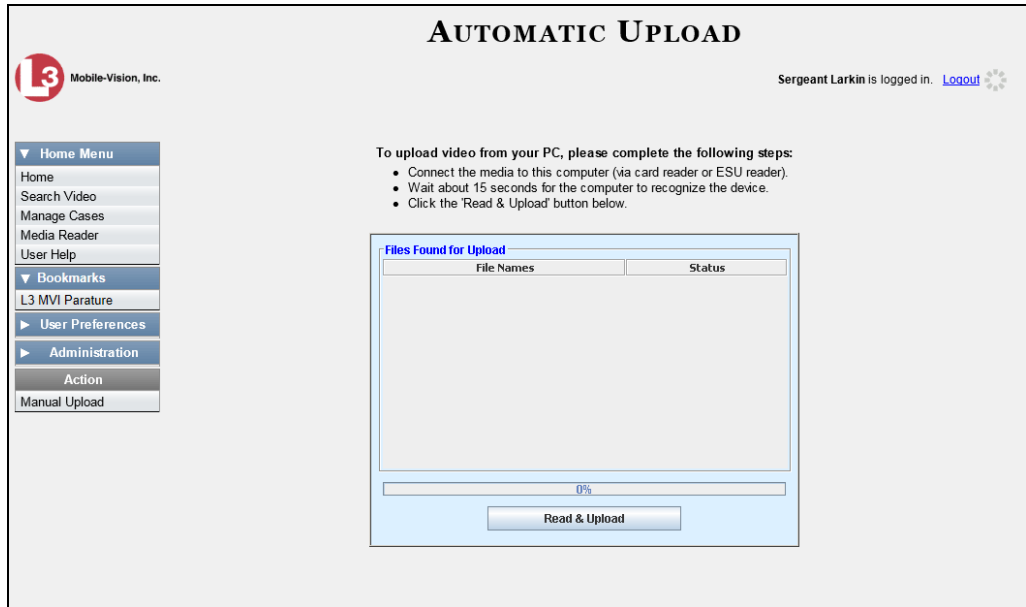 AUTOMATIC UPLOAD
L3 Mobile-Vision, Inc.
Sergeant Larkin is logged in. Logout
▼ Home Menu
Home
Search Video
Manage Cases
Media Reader
User Help
▼ Bookmarks
L3 MVI Parature
► User Preferences
► Administration
Action
Manual Upload
To upload video from your PC, please complete the following steps:
• Connect the media to this computer (via card reader or ESU reader).
• Wait about 15 seconds for the computer to recognize the device.
• Click the 'Read & Upload' button below.
Files Found for Upload
File Names Status
0%
Read & Upload